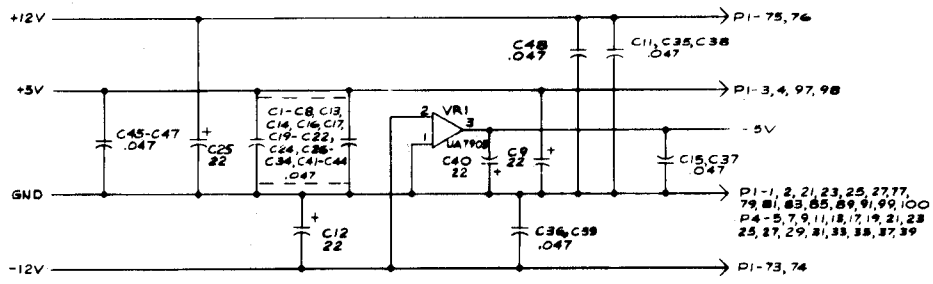 +12V
P1-75,76
C48
.047
C11,C35,C38
.047
+5V
P1-3,4,97,98
C45-C47
.047
+
C25
22
C1-C8,C13,
C14,C16,C17,
C19-C22,
C24,C26-
C34,C41-C44
.047
2
VR1
3
1
UA7905
-5V
C40
22
+
C9
22
+
C15,C37
.047
GND
P1-1,2,21,23,25,27,77,
79,81,83,85,89,91,99,100
P4-5,7,9,11,13,17,19,21,23
25,27,29,31,33,35,37,39
+
C12
22
C36,C39
.047
-12V
P1-73,74